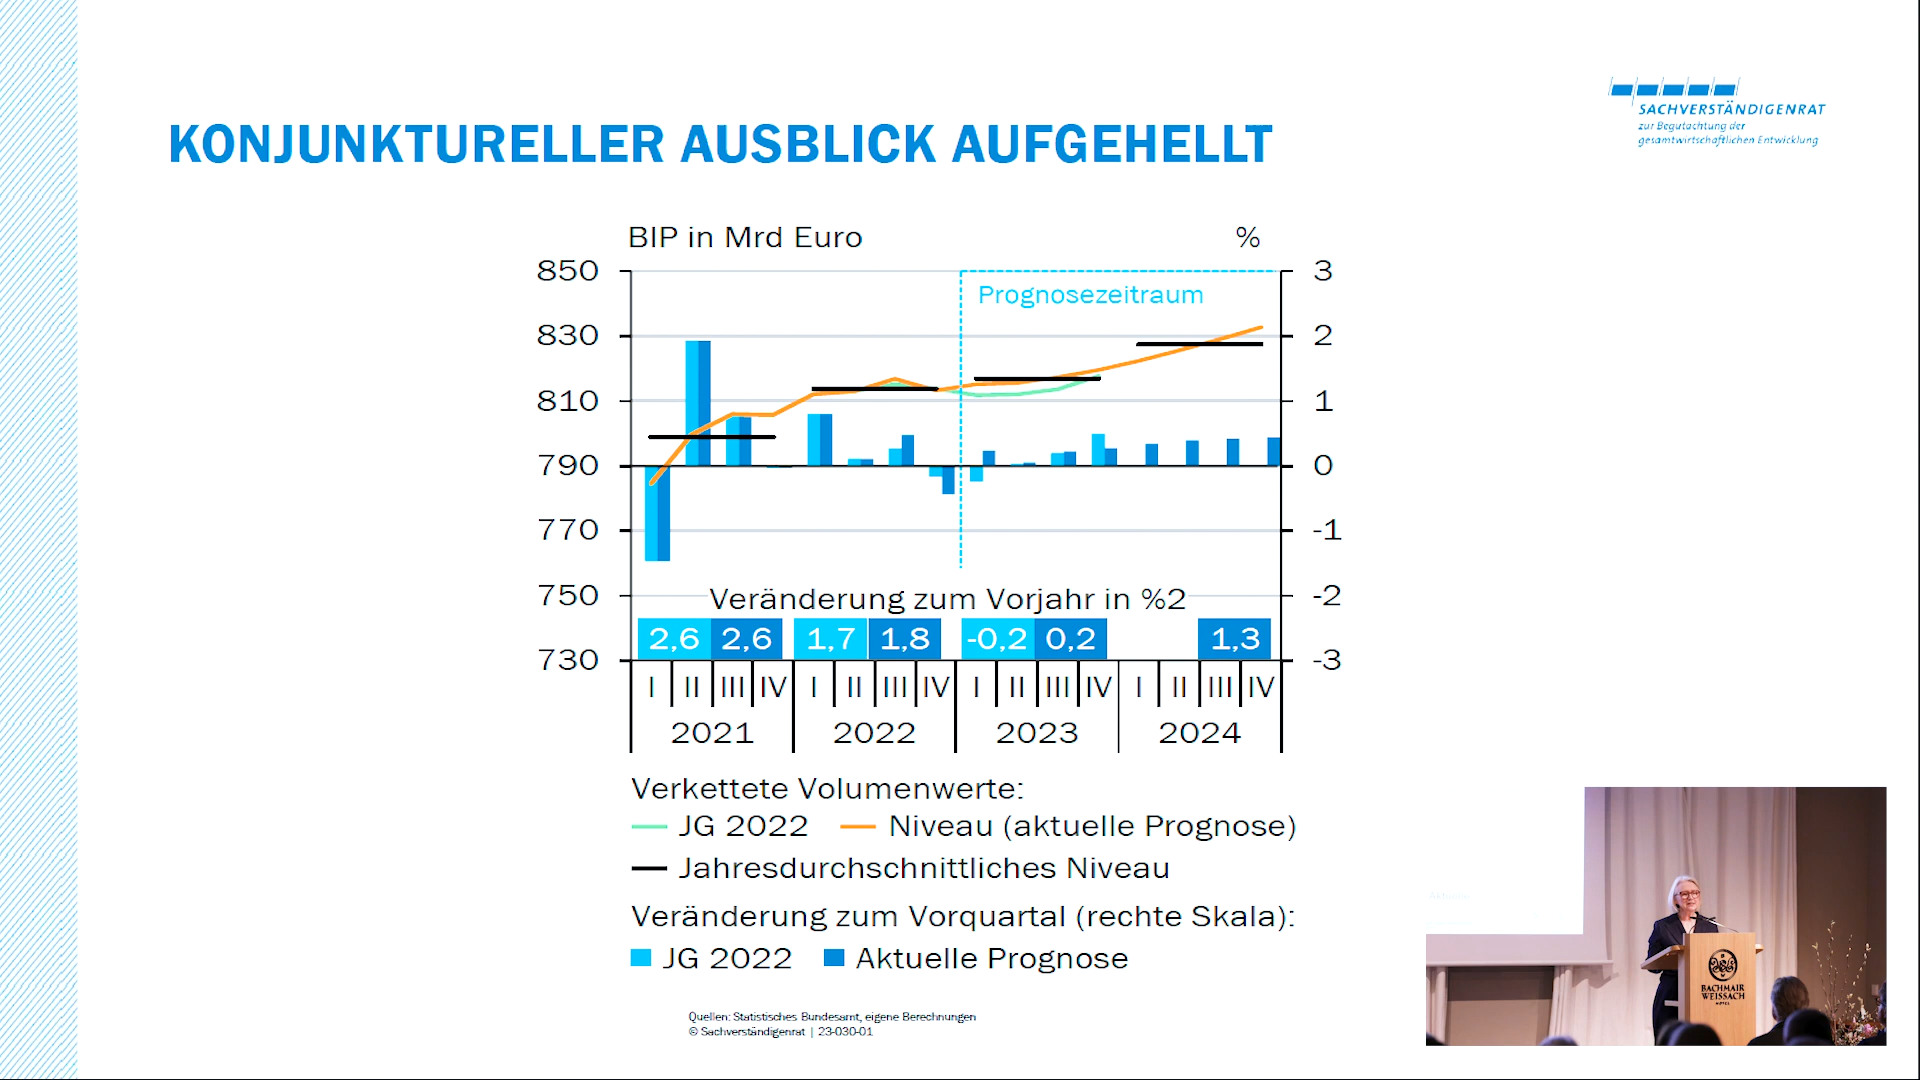 SACHVERSTÄNDIGENRAT
zur Begutachtung der
gesamtwirtschaftlichen Entwicklung
KONJUNKTURELLER AUSBLICK AUFGEHELLT
BIP in Mrd Euro %
850 3
Prognosezeitraum
830 2
810 1
790 0
770 -1
750 Veränderung zum Vorjahr in %2 -2
2,6 2,6 1,7 1,8 -0,2 0,2 1,3
730 -3
I II III IV I II III IV I II III IV I II III IV
2021 2022 2023 2024
Verkettete Volumenwerte:
JG 2022 Niveau (aktuelle Prognose)
Jahresdurchschnittliches Niveau
Veränderung zum Vorquartal (rechte Skala):
JG 2022 Aktuelle Prognose
Quellen: Statistisches Bundesamt, eigene Berechnungen
© Sachverständigenrat | 23-030-01
BACHMAIR
WEISSACH
HOTEL